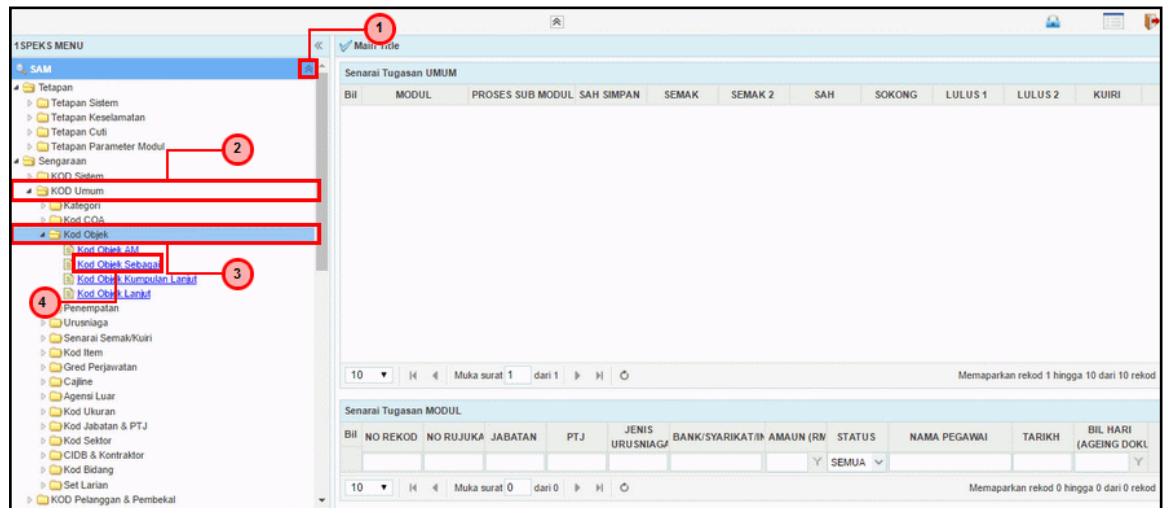 1
1SPEKS MENU
Main Title
SAM
Tetapan
Tetapan Sistem
Tetapan Keselamatan
Tetapan Cuti
Tetapan Parameter Modul
2
Sengaraan
KOD Sistem
KOD Umum
Kategori
Kod COA
Kod Objek
Kod Objek AM
Kod Objek Sebagai
Kod Objek Kumpulan Lanjut
3
Kod Objek Lanjut
4
Penempatan
Urusniaga
Senarai Semak/Kuiri
Kod Item
Gred Perjawatan
Cajline
Agensi Luar
Kod Ukuran
Kod Jabatan & PTJ
Kod Sektor
CIDB & Kontraktor
Kod Bidang
Set Larian
KOD Pelanggan & Pembekal
Senarai Tugasan UMUM
Bil MODUL PROSES SUB MODUL SAH SIMPAN SEMAK SEMAK 2 SAH SOKONG LULUS 1 LULUS 2 KUIRI
10 Muka surat 1 dari 1 Memaparkan rekod 1 hingga 10 dari 10 rekod
Senarai Tugasan MODUL
Bil NO REKOD NO RUJUKA JABATAN PTJ JENIS URUSNIAGA BANK/SYARIKAT/IN AMAUN (RM STATUS NAMA PEGAWAI TARIKH BIL HARI (AGEING DOKU
SEMUA
10 Muka surat 0 dari 0 Memaparkan rekod 0 hingga 0 dari 0 rekod